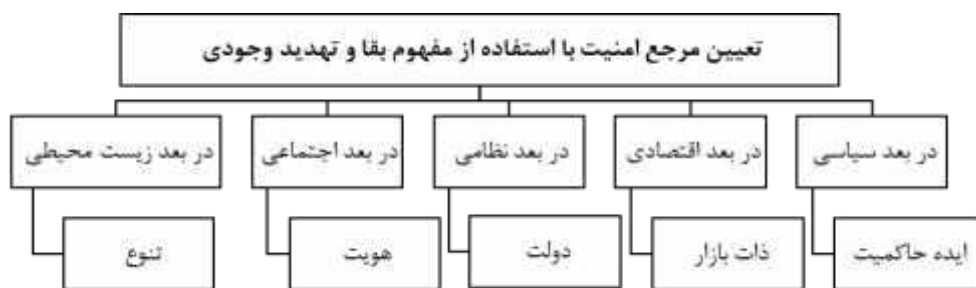 تعیین مرجع امنیت با استفاده از مفهوم بقا و تهدید وجودی
در بعد سیاسی
در بعد اقتصادی
در بعد نظامی
در بعد اجتماعی
در بعد زیست محیطی
ایده حاکمیت
ذات بازار
دولت
هویت
تنوع